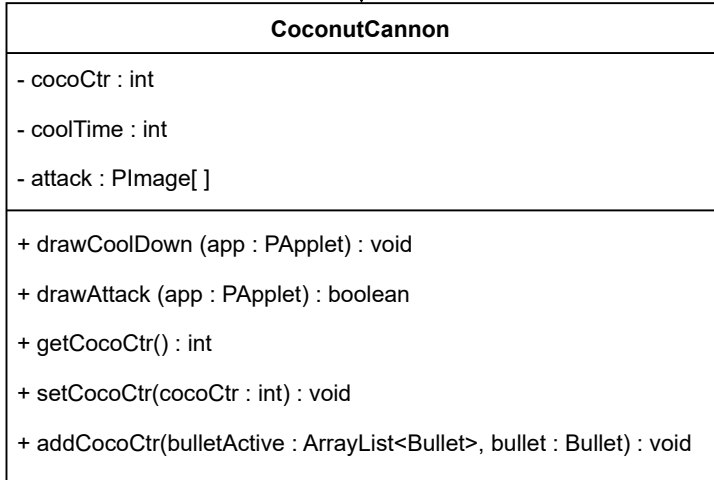 CoconutCannon
- cocoCtr : int
- coolTime : int
- attack : PImage[ ]
+ drawCoolDown (app : PApplet) : void
+ drawAttack (app : PApplet) : boolean
+ getCocoCtr() : int
+ setCocoCtr(cocoCtr : int) : void
+ addCocoCtr(bulletActive : ArrayList<Bullet>, bullet : Bullet) : void